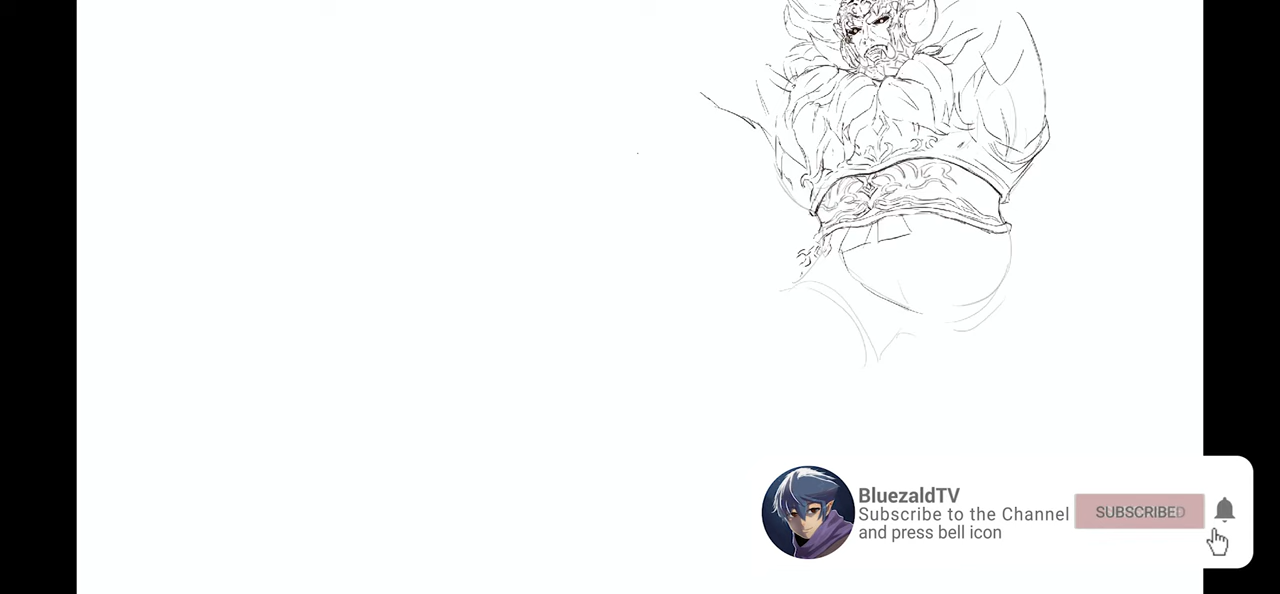 BluezaldTV
Subscribe to the Channel
and press bell icon
SUBSCRIBED